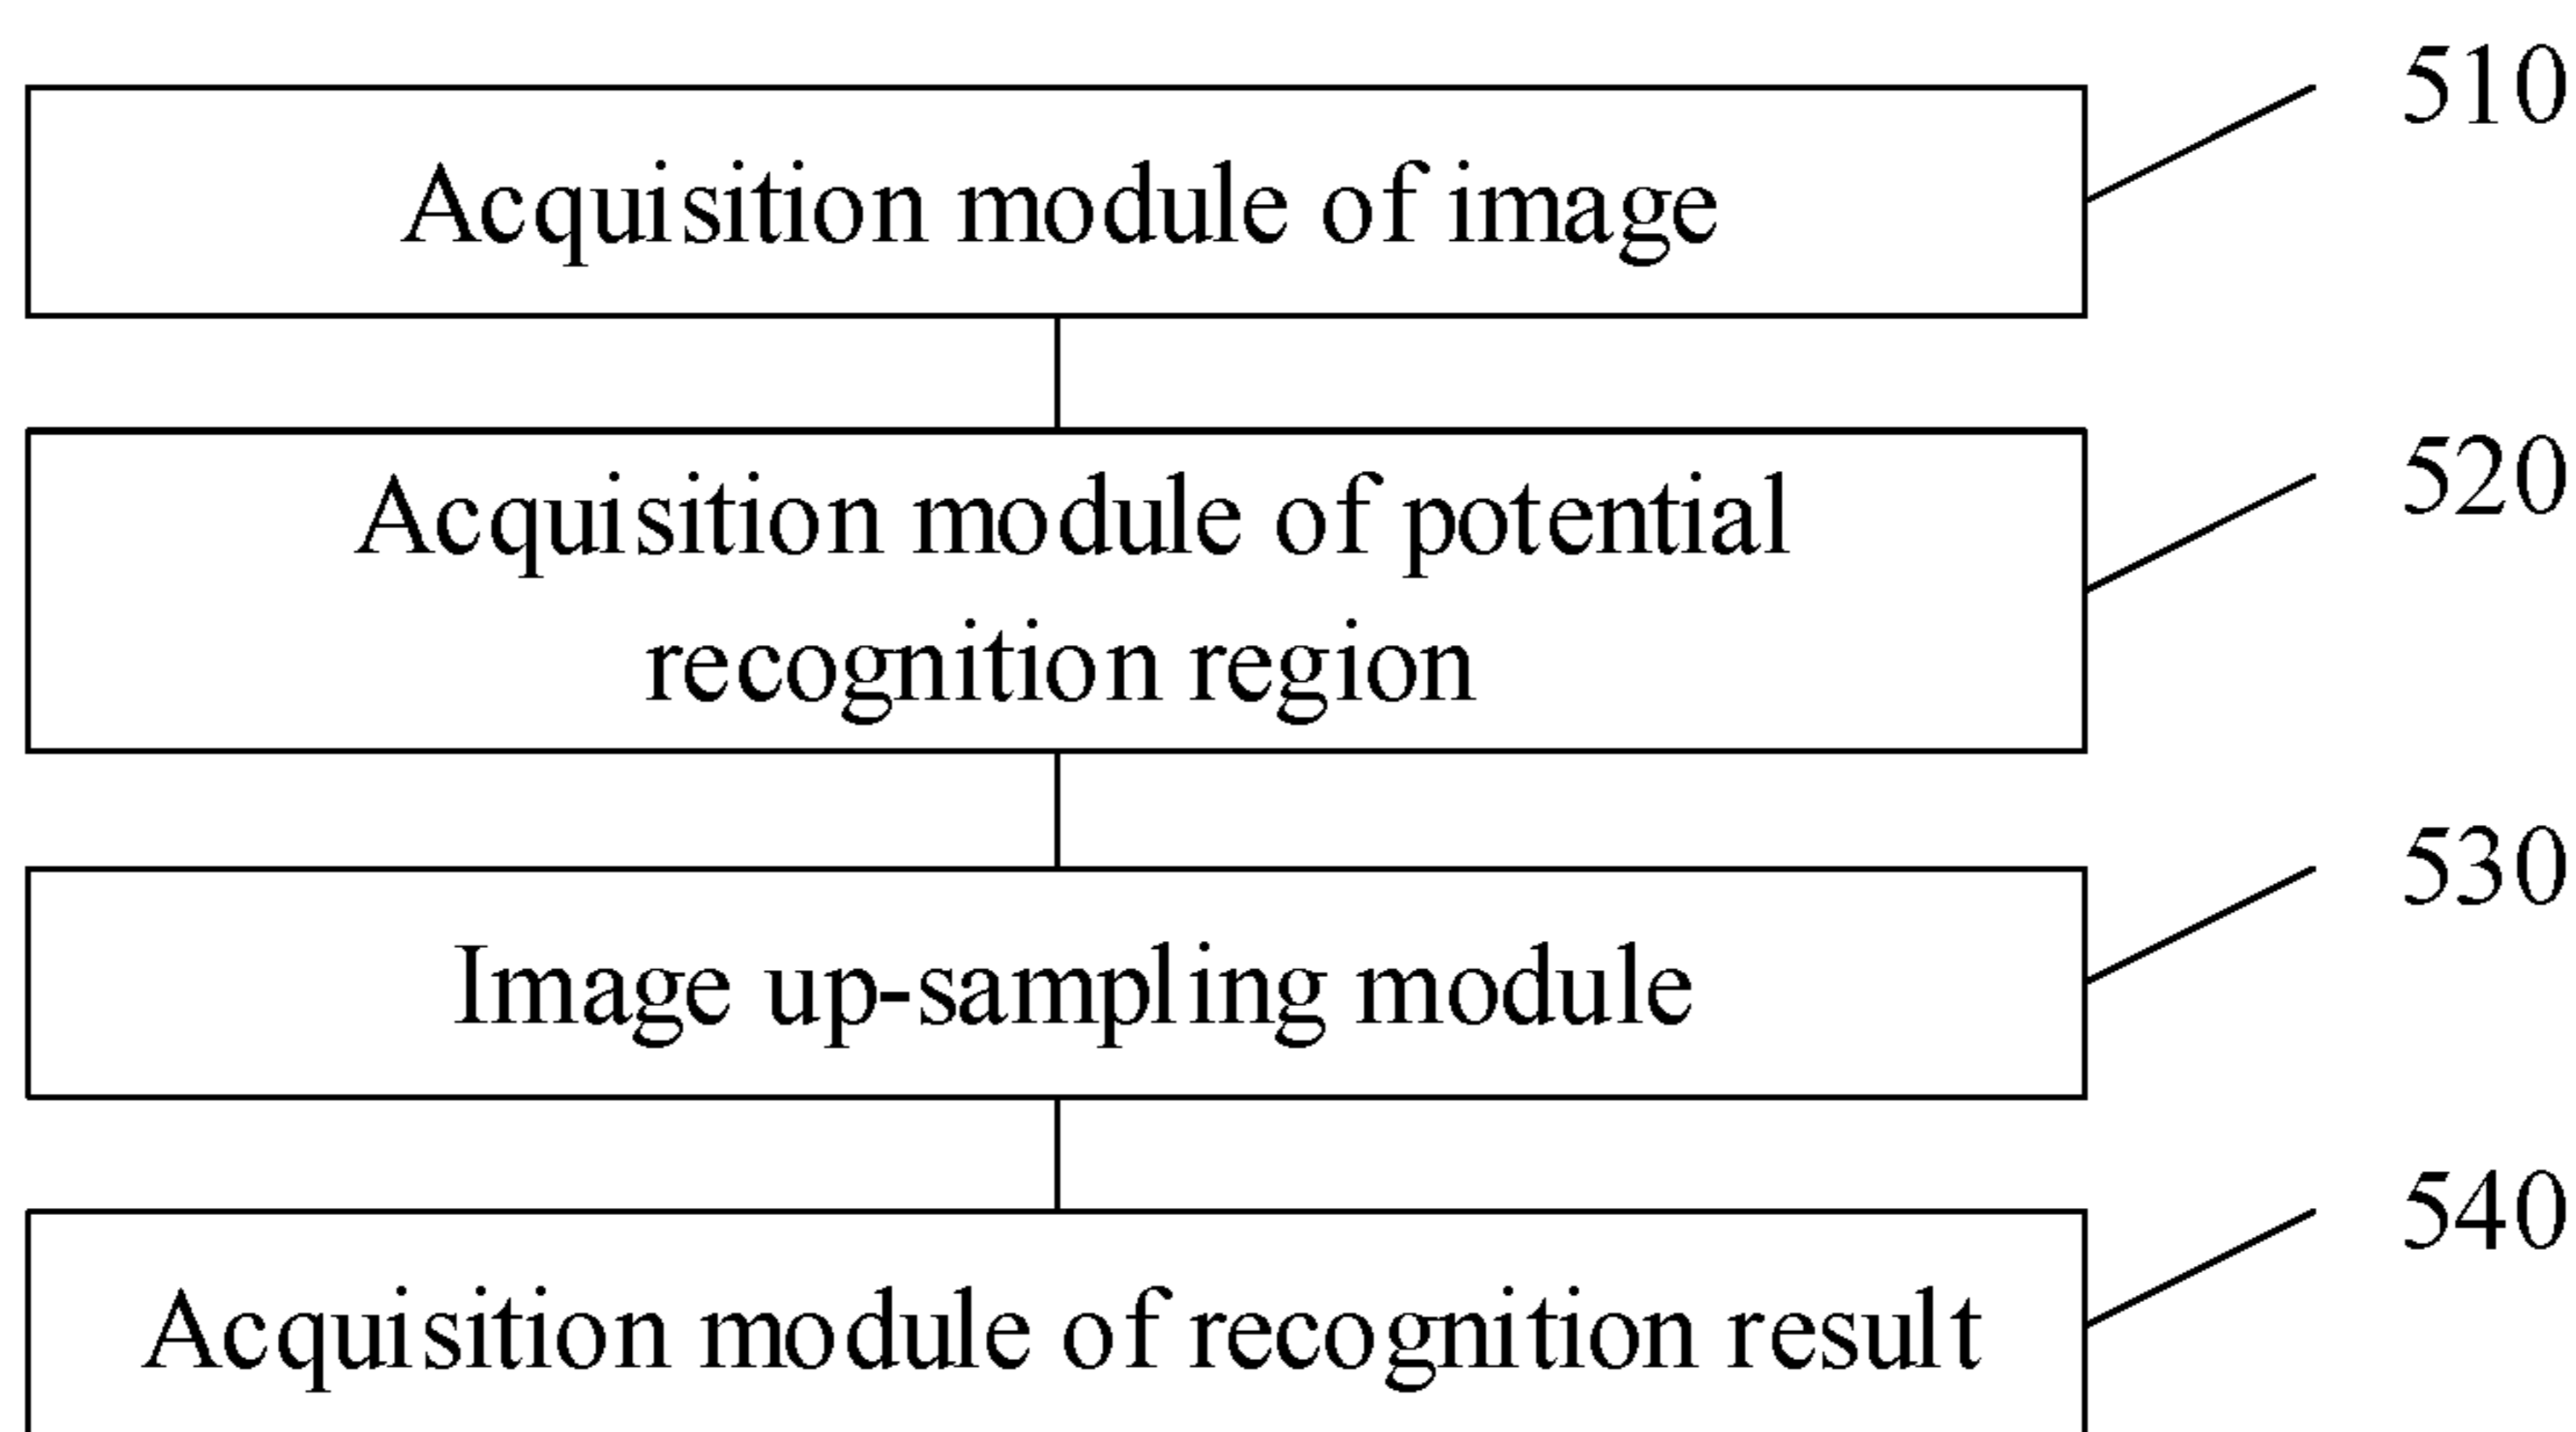 510
Acquisition module of image
520
Acquisition module of potential
recognition region
530
Image up-sampling module
540
Acquisition module of recognition result